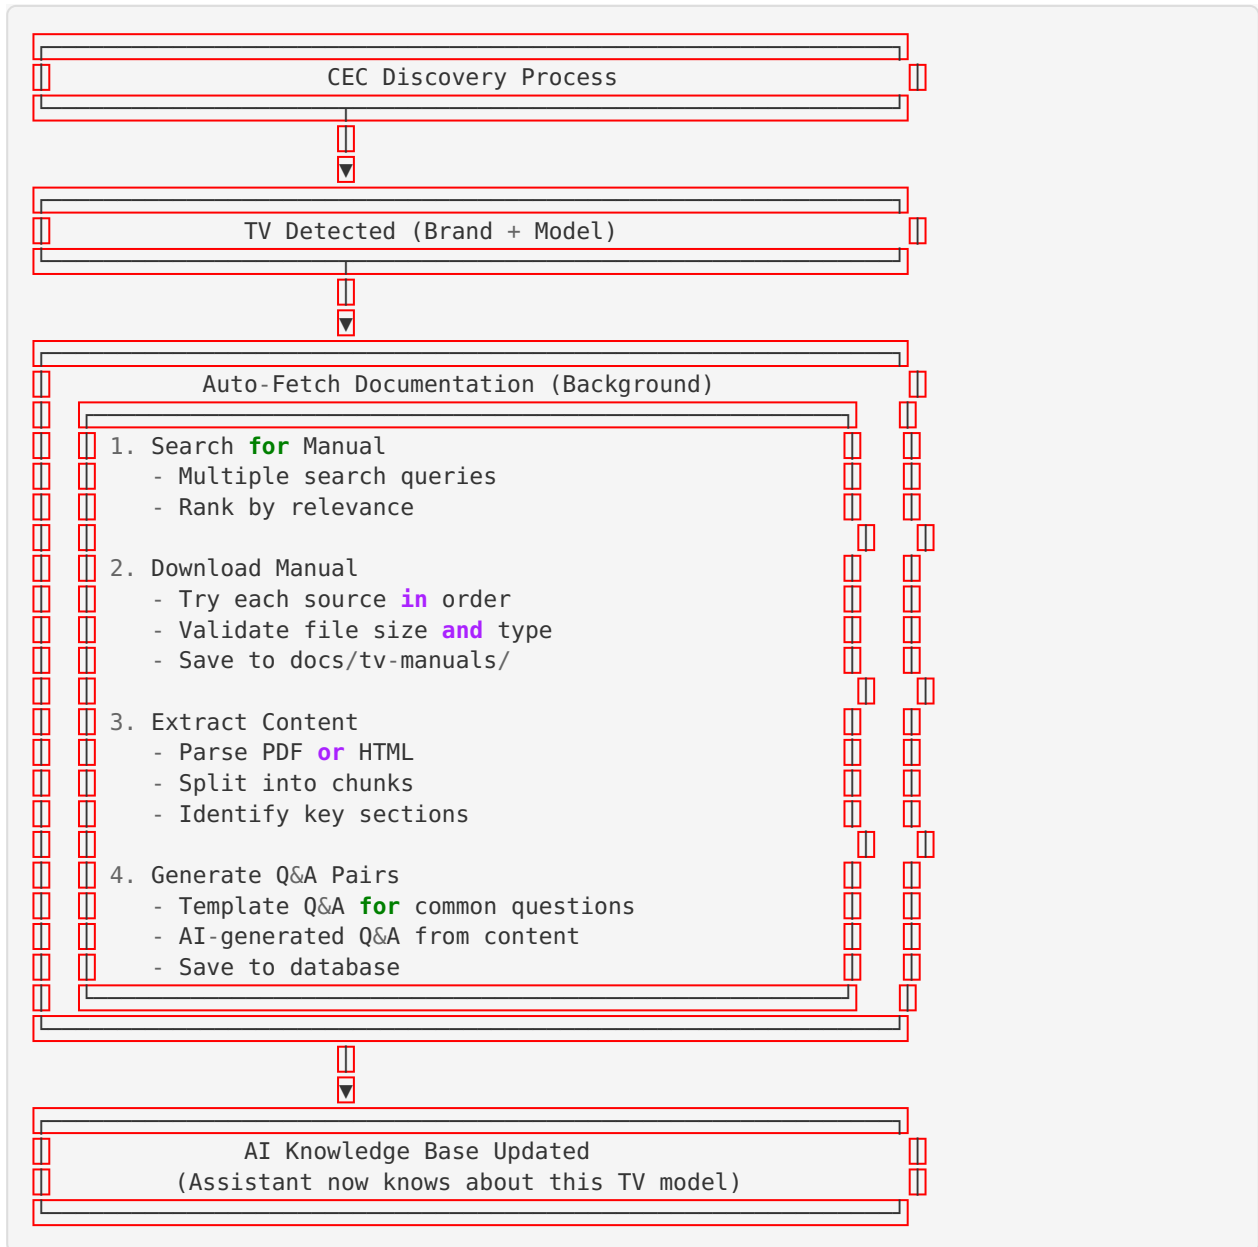 CEC Discovery Process
▼
TV Detected (Brand + Model)
▼
Auto-Fetch Documentation (Background)
1. Search for Manual
- Multiple search queries
- Rank by relevance
2. Download Manual
- Try each source in order
- Validate file size and type
- Save to docs/tv-manuals/
3. Extract Content
- Parse PDF or HTML
- Split into chunks
- Identify key sections
4. Generate Q&A Pairs
- Template Q&A for common questions
- AI-generated Q&A from content
- Save to database
▼
AI Knowledge Base Updated
(Assistant now knows about this TV model)